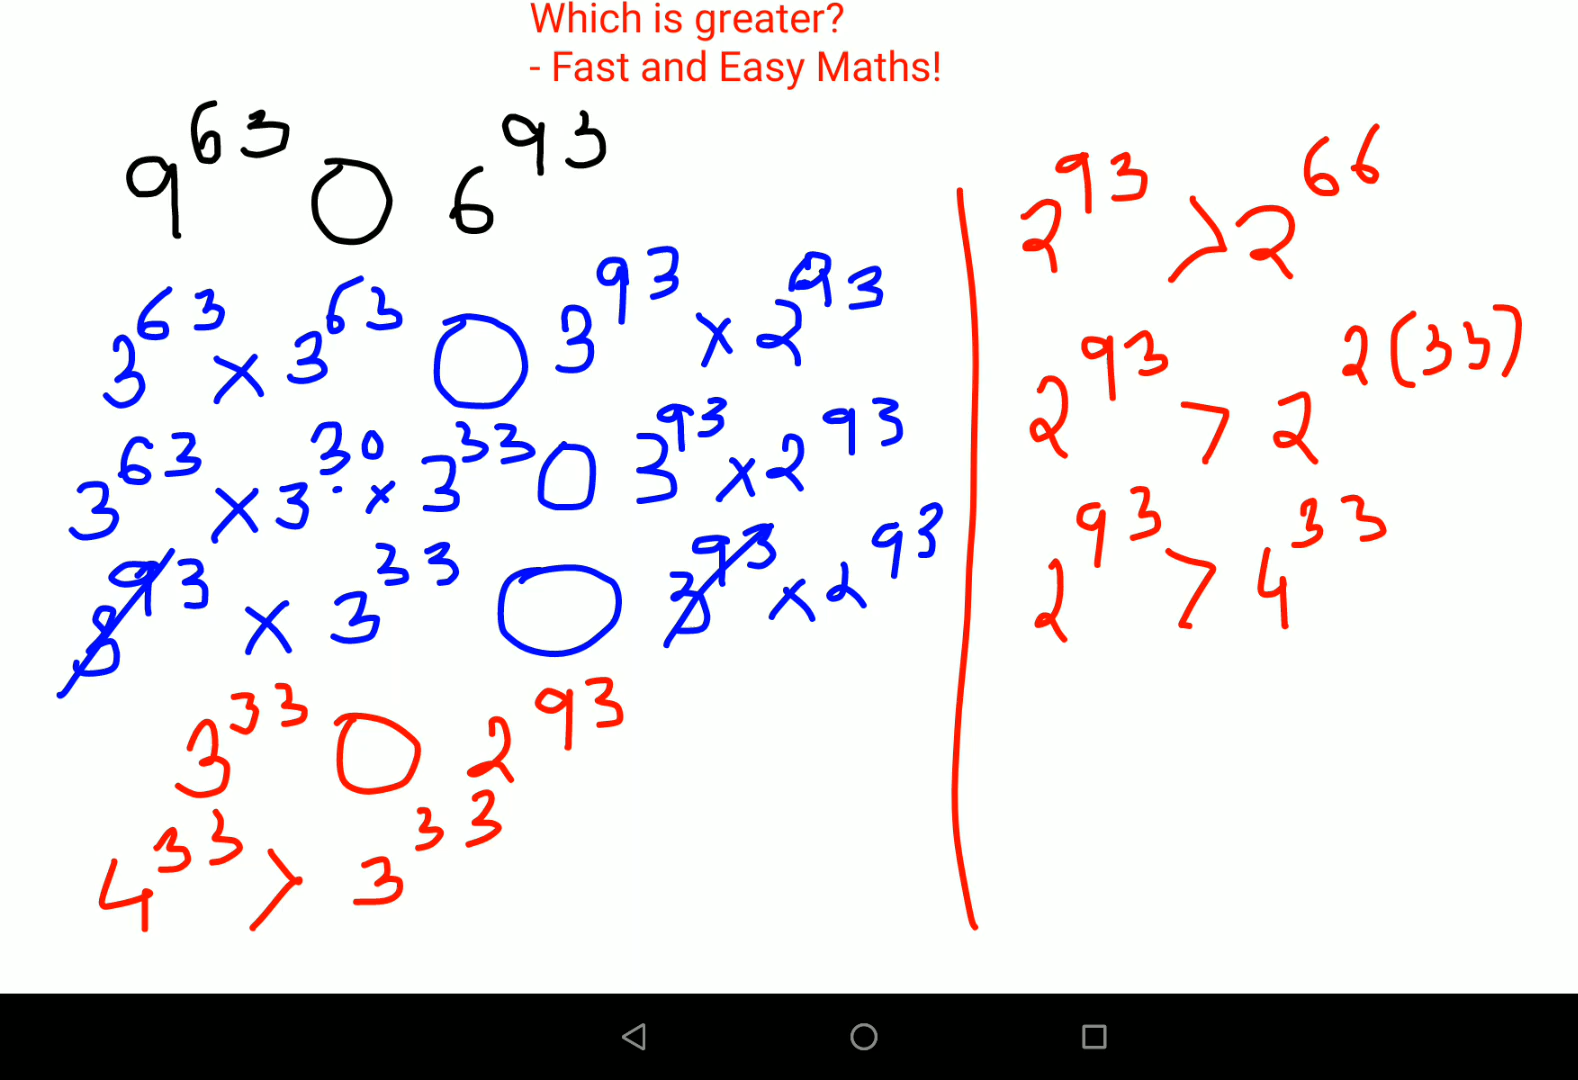 Which is greater?
- Fast and Easy Maths!
9^63 ○ 6^93
3^63 × 3^63 ○ 3^93 × 2^93
3^63 × 3^30 × 3^33 ○ 3^93 × 2^93
3^93 × 3^33 ○ 3^93 × 2^93
3^33 ○ 2^93
4^33 > 3^33
2^93 > 2^66
2^93 > 2^2(33)
2^93 > 4^33